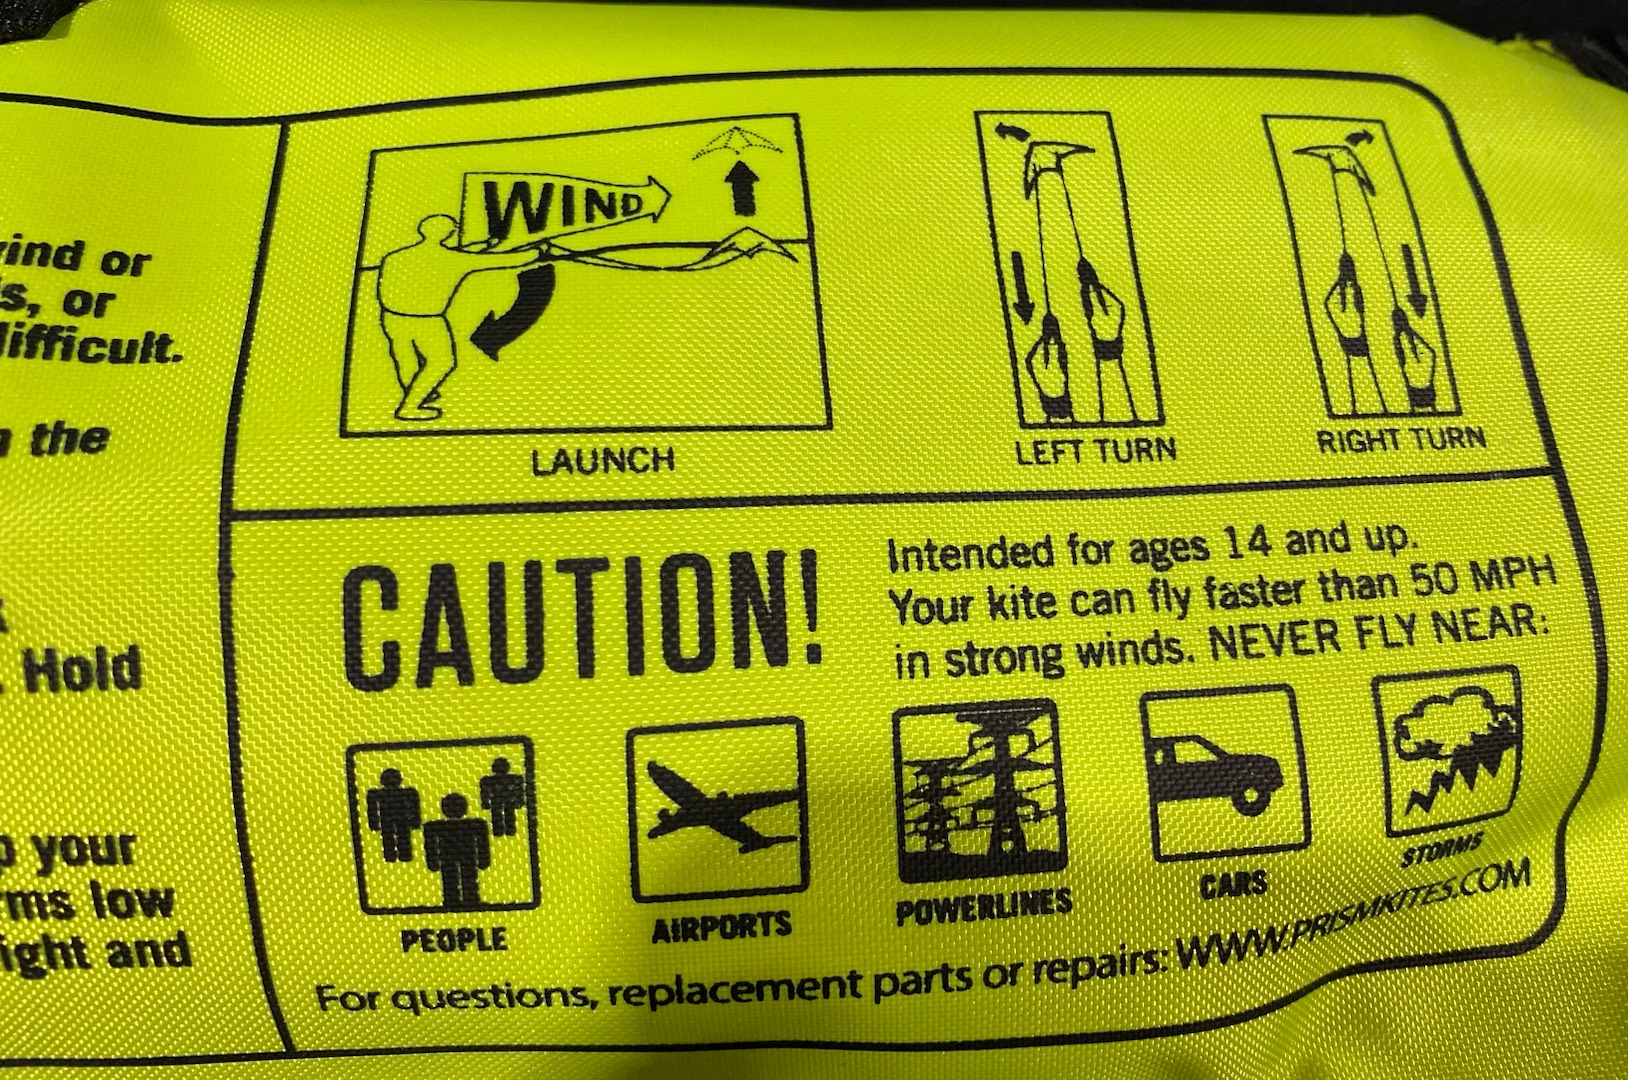 ind or
s, or
difficult.
the
Hold
your
ms low
ight and
WIND
LAUNCH
LEFT TURN
RIGHT TURN
CAUTION!
Intended for ages 14 and up.
Your kite can fly faster than 50 MPH
in strong winds. NEVER FLY NEAR:
PEOPLE
AIRPORTS
POWERLINES
CARS
STORMS
For questions, replacement parts or repairs: WWW.PRISMKITES.COM